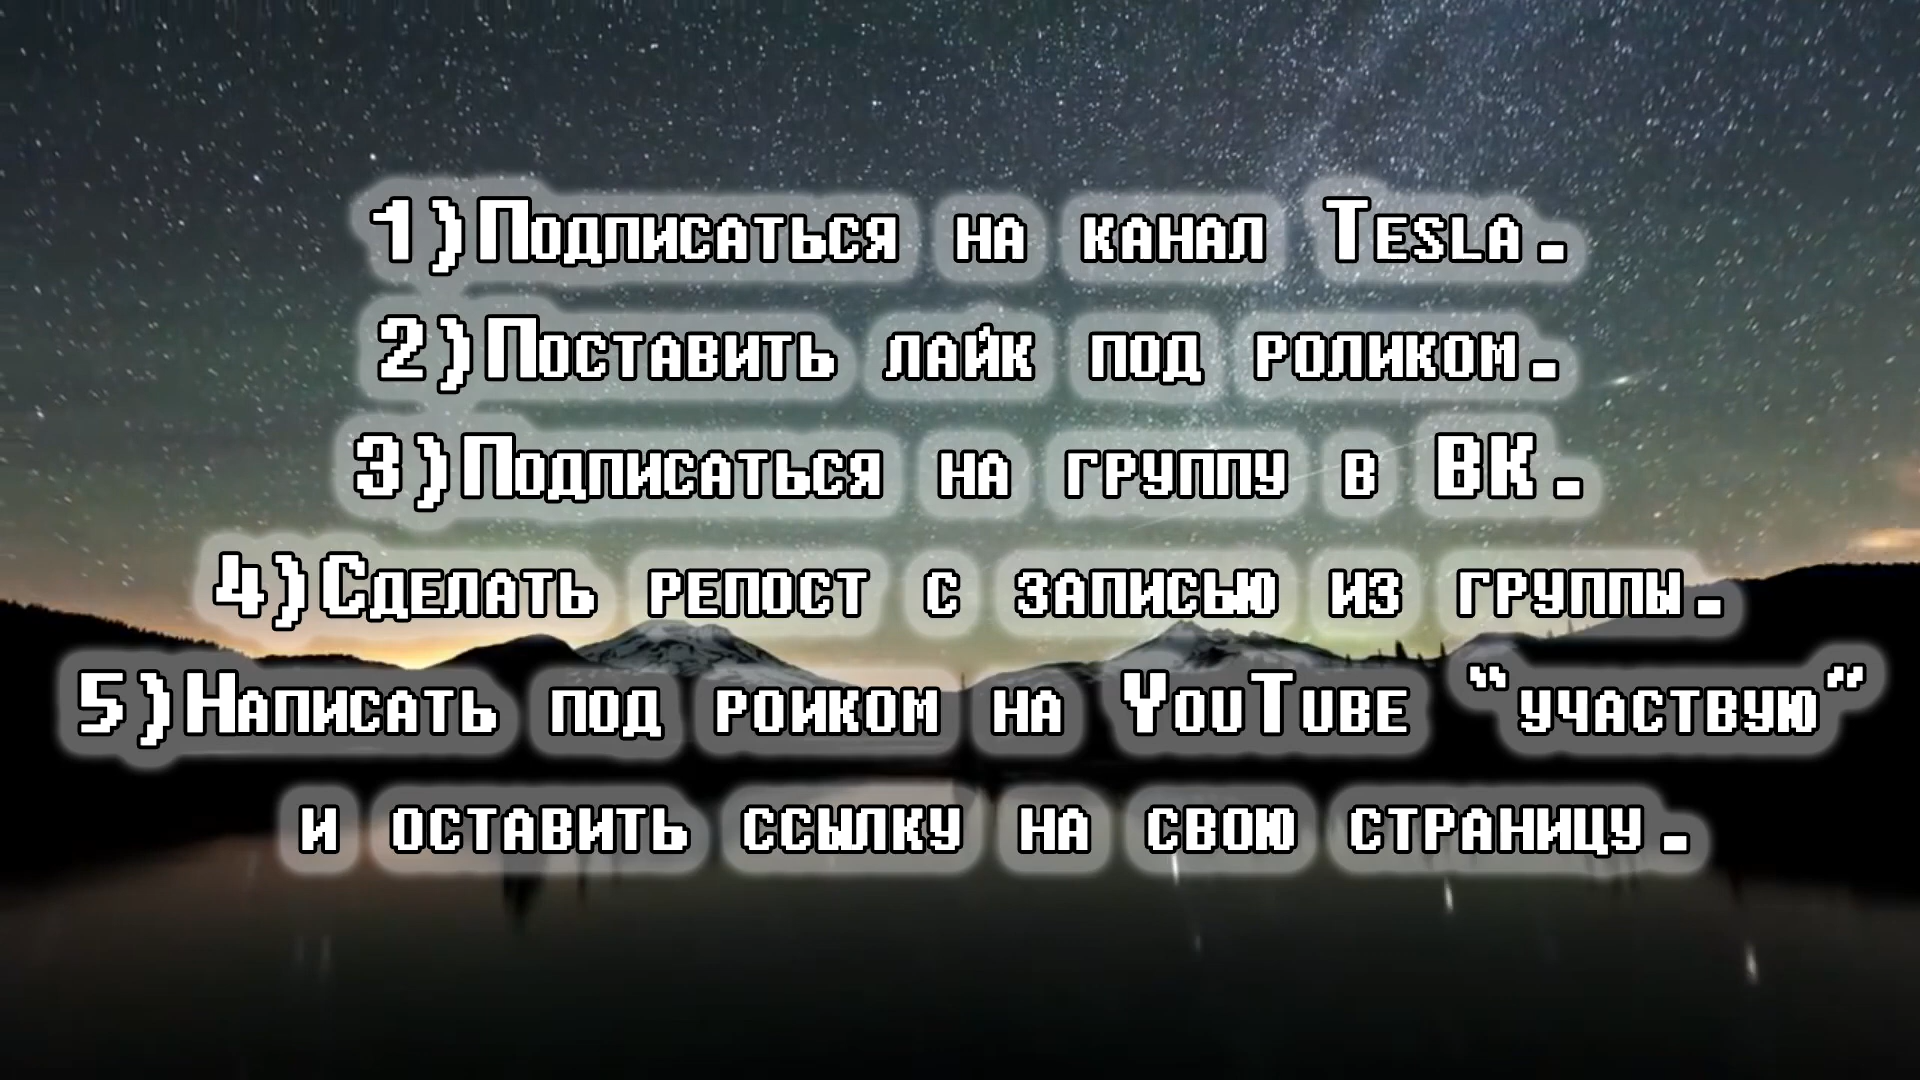 1)Подписаться на канал Tesla.
2)Поставить лайк под роликом.
3)Подписаться на группу в ВК.
4)Сделать репост с записью из группы.
5)Написать под роиком на YouTube “участвую”
и оставить ссылку на свою страницу.